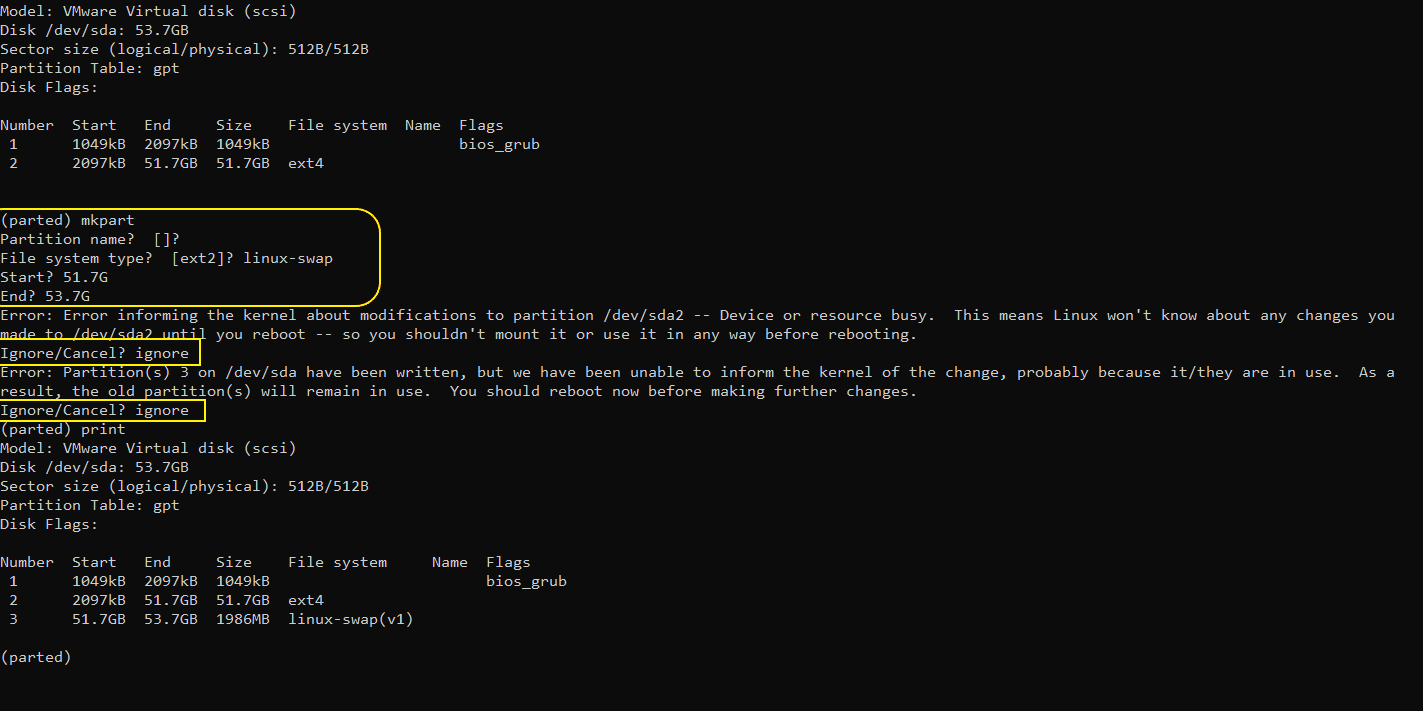 Model: VMware Virtual disk (scsi)
Disk /dev/sda: 53.7GB
Sector size (logical/physical): 512B/512B
Partition Table: gpt
Disk Flags:
Number  Start   End     Size    File system  Name  Flags
 1      1049kB  2097kB  1049kB                     bios_grub
 2      2097kB  51.7GB  51.7GB  ext4
(parted) mkpart
Partition name?  []?
File system type?  [ext2]? linux-swap
Start? 51.7G
End? 53.7G
Error: Error informing the kernel about modifications to partition /dev/sda2 -- Device or resource busy.  This means Linux won't know about any changes you
made to /dev/sda2 until you reboot -- so you shouldn't mount it or use it in any way before rebooting.
Ignore/Cancel? ignore
Error: Partition(s) 3 on /dev/sda have been written, but we have been unable to inform the kernel of the change, probably because it/they are in use.  As a
result, the old partition(s) will remain in use.  You should reboot now before making further changes.
Ignore/Cancel? ignore
(parted) print
Model: VMware Virtual disk (scsi)
Disk /dev/sda: 53.7GB
Sector size (logical/physical): 512B/512B
Partition Table: gpt
Disk Flags:
Number  Start   End     Size    File system     Name  Flags
 1      1049kB  2097kB  1049kB                        bios_grub
 2      2097kB  51.7GB  51.7GB  ext4
 3      51.7GB  53.7GB  1986MB  linux-swap(v1)
(parted)